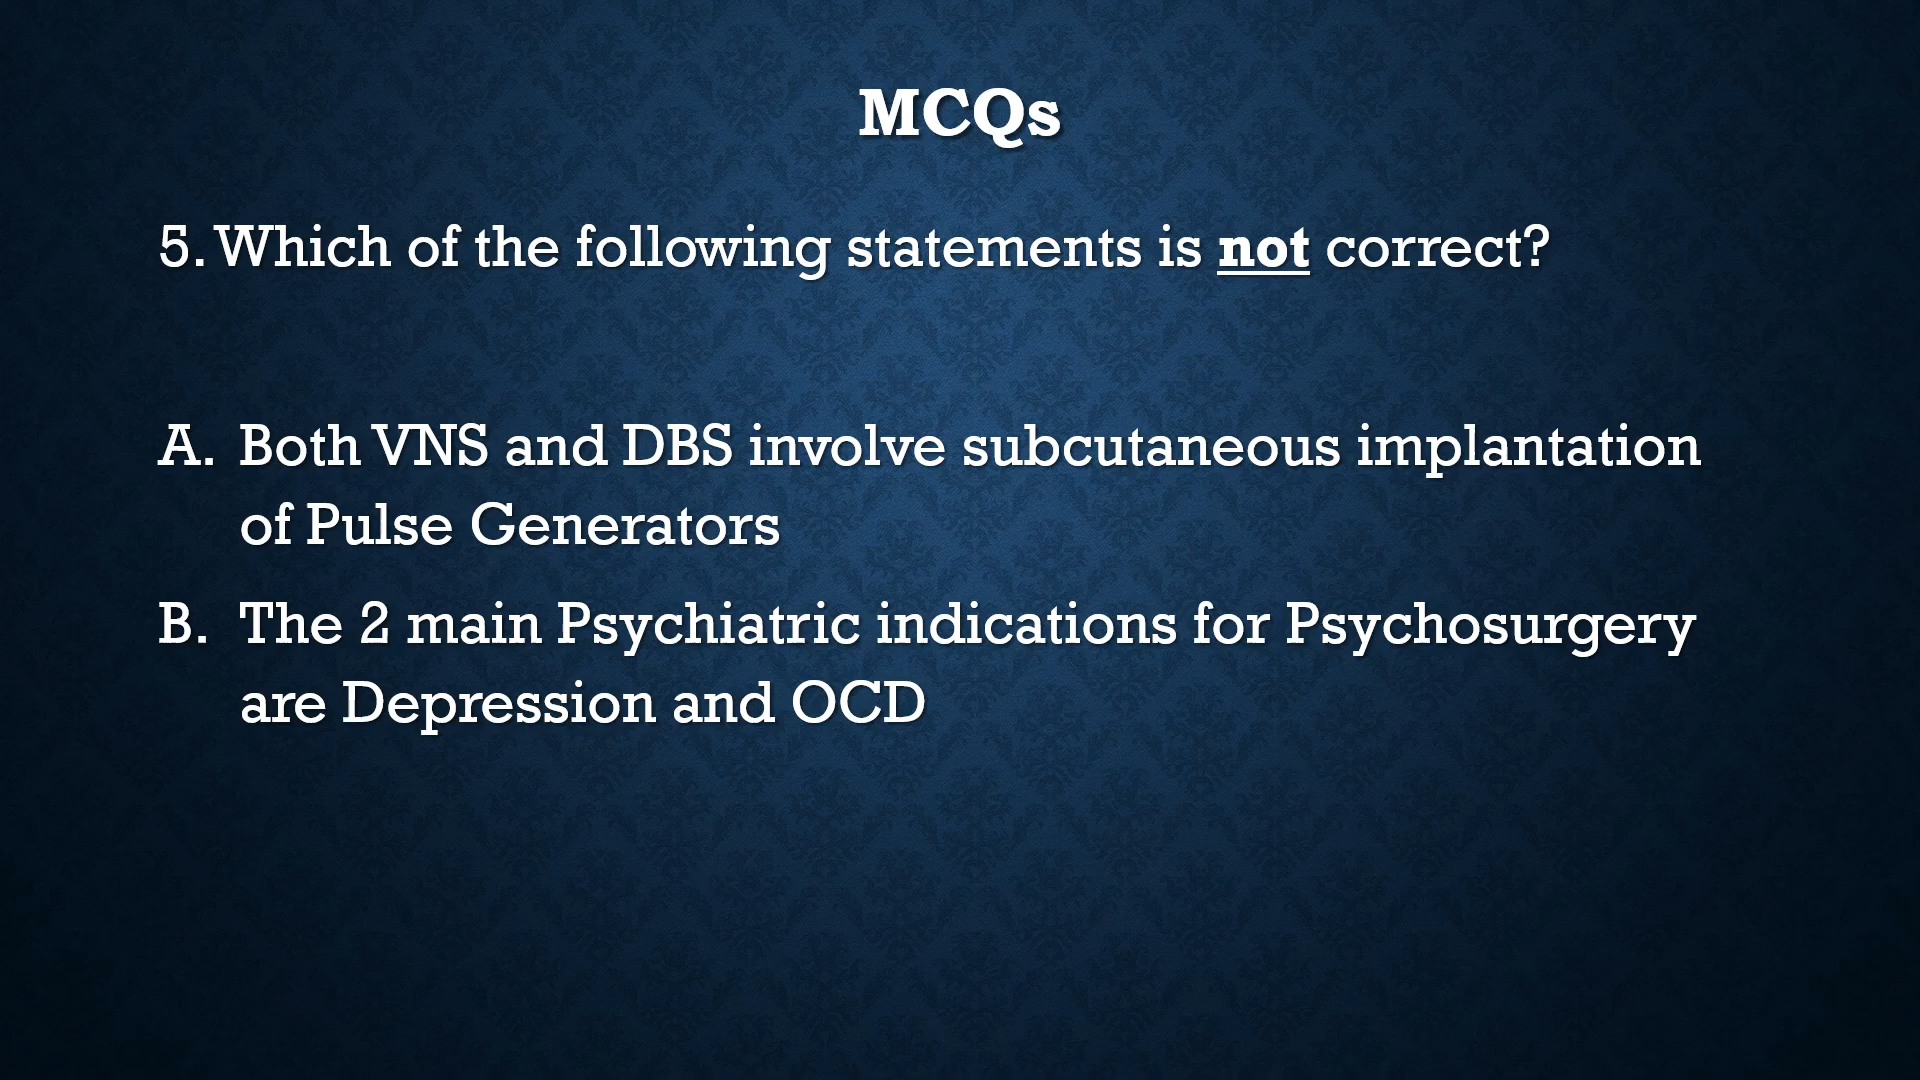 MCQs
5. Which of the following statements is not correct?
A. Both VNS and DBS involve subcutaneous implantation
of Pulse Generators
B. The 2 main Psychiatric indications for Psychosurgery
are Depression and OCD